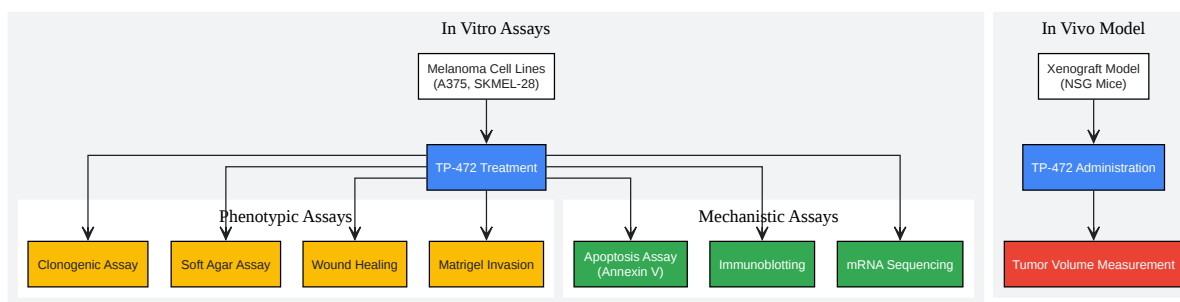 In Vitro Assays
In Vivo Model
Melanoma Cell Lines
(A375, SKMEL-28)
Xenograft Model
(NSG Mice)
TP-472 Treatment
TP-472 Administration
Phenotypic Assays
Mechanistic Assays
Clonogenic Assay
Soft Agar Assay
Wound Healing
Matrigel Invasion
Apoptosis Assay
(Annexin V)
Immunoblotting
mRNA Sequencing
Tumor Volume Measurement